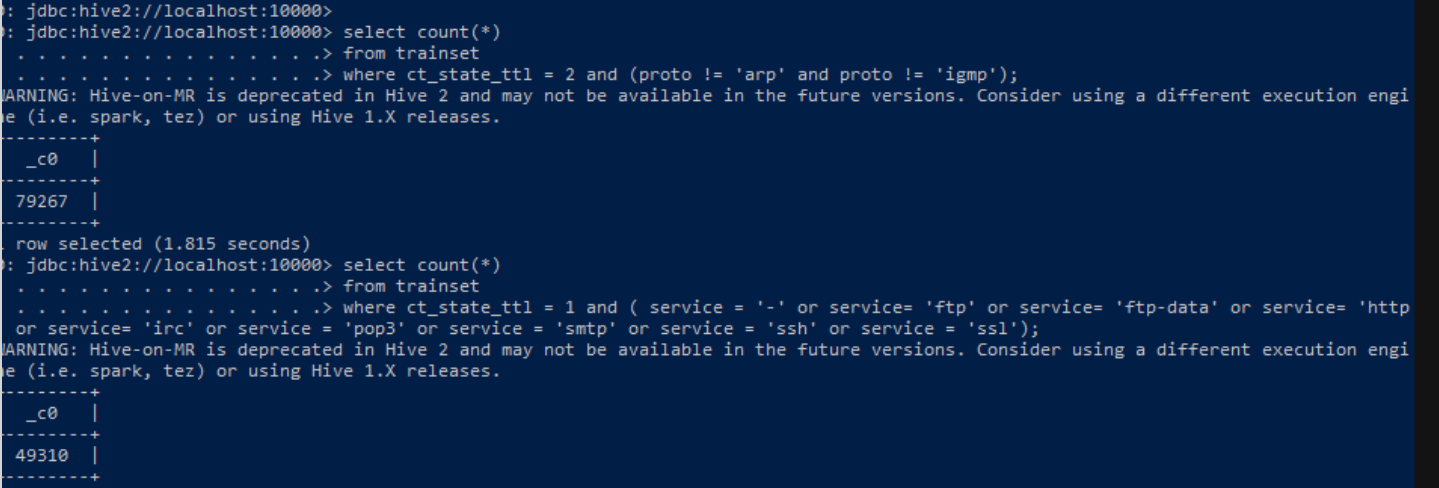 : jdbc:hive2://localhost:10000>
: jdbc:hive2://localhost:10000> select count(*)
. . . . . . . . . . . . . . .> from trainset
. . . . . . . . . . . . . . .> where ct_state_ttl = 2 and (proto != 'arp' and proto != 'igmp');
WARNING: Hive-on-MR is deprecated in Hive 2 and may not be available in the future versions. Consider using a different execution engi
ne (i.e. spark, tez) or using Hive 1.X releases.
---------+
_c0 |
---------+
79267 |
---------+
row selected (1.815 seconds)
: jdbc:hive2://localhost:10000> select count(*)
. . . . . . . . . . . . . . .> from trainset
. . . . . . . . . . . . . . .> where ct_state_ttl = 1 and ( service = '-' or service= 'ftp' or service= 'ftp-data' or service= 'http
or service= 'irc' or service = 'pop3' or service = 'smtp' or service = 'ssh' or service = 'ssl');
WARNING: Hive-on-MR is deprecated in Hive 2 and may not be available in the future versions. Consider using a different execution engi
ne (i.e. spark, tez) or using Hive 1.X releases.
---------+
_c0 |
---------+
49310 |
---------+